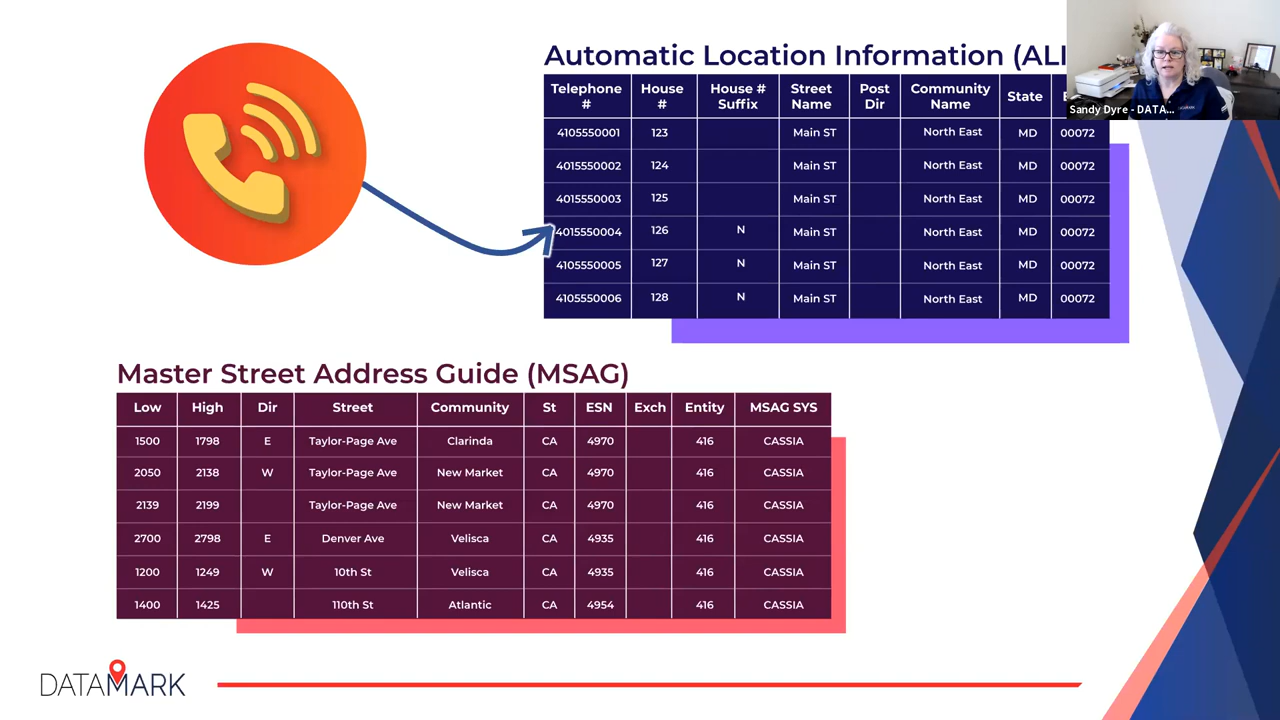 Automatic Location Information (ALI
Telephone # House # House # Suffix Street Name Post Dir Community Name State
4105550001 123 Main ST North East MD 00072
4015550002 124 Main ST North East MD 00072
4015550003 125 Main ST North East MD 00072
4015550004 126 N Main ST North East MD 00072
4105550005 127 N Main ST North East MD 00072
4105550006 128 N Main ST North East MD 00072
Sandy Dyre - DATA...
Master Street Address Guide (MSAG)
Low High Dir Street Community St ESN Exch Entity MSAG SYS
1500 1798 E Taylor-Page Ave Clarinda CA 4970 416 CASSIA
2050 2138 W Taylor-Page Ave New Market CA 4970 416 CASSIA
2139 2199 Taylor-Page Ave New Market CA 4970 416 CASSIA
2700 2798 E Denver Ave Velisca CA 4935 416 CASSIA
1200 1249 W 10th St Velisca CA 4935 416 CASSIA
1400 1425 110th St Atlantic CA 4954 416 CASSIA
DATAMARK